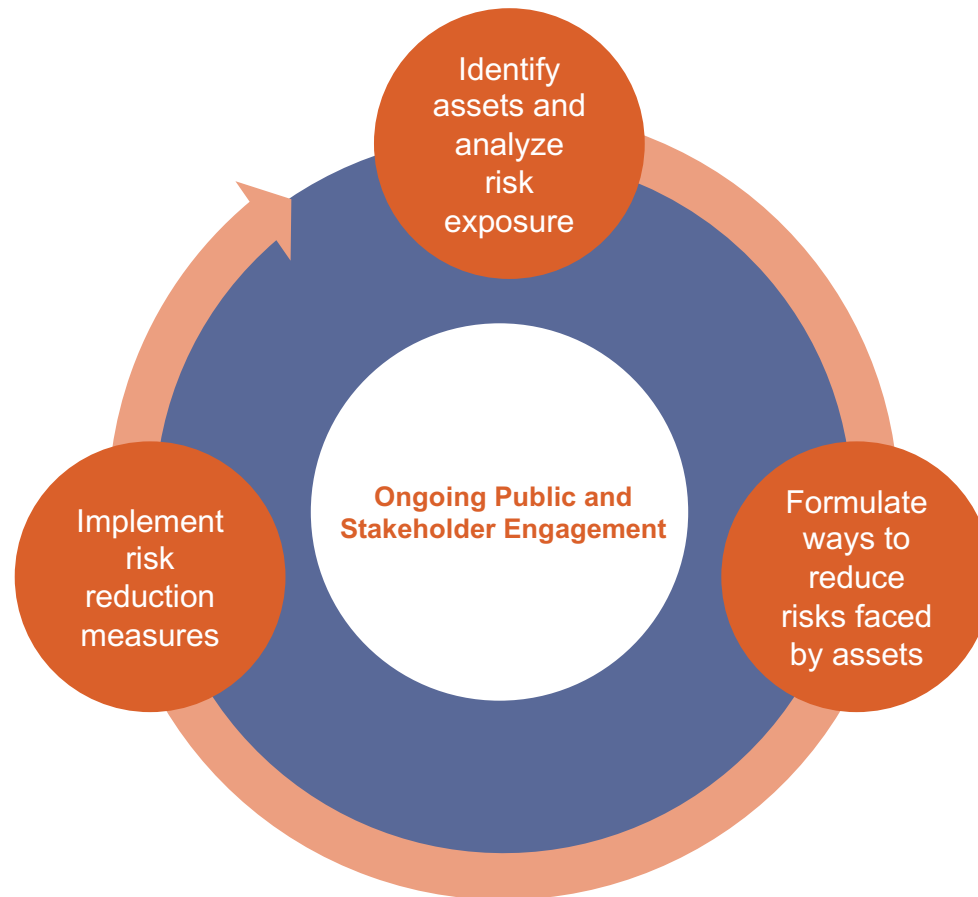 Identify
assets and
analyze
risk
exposure
Ongoing Public and
Stakeholder Engagement
Implement
risk
reduction
measures
Formulate
ways to
reduce
risks faced
by assets